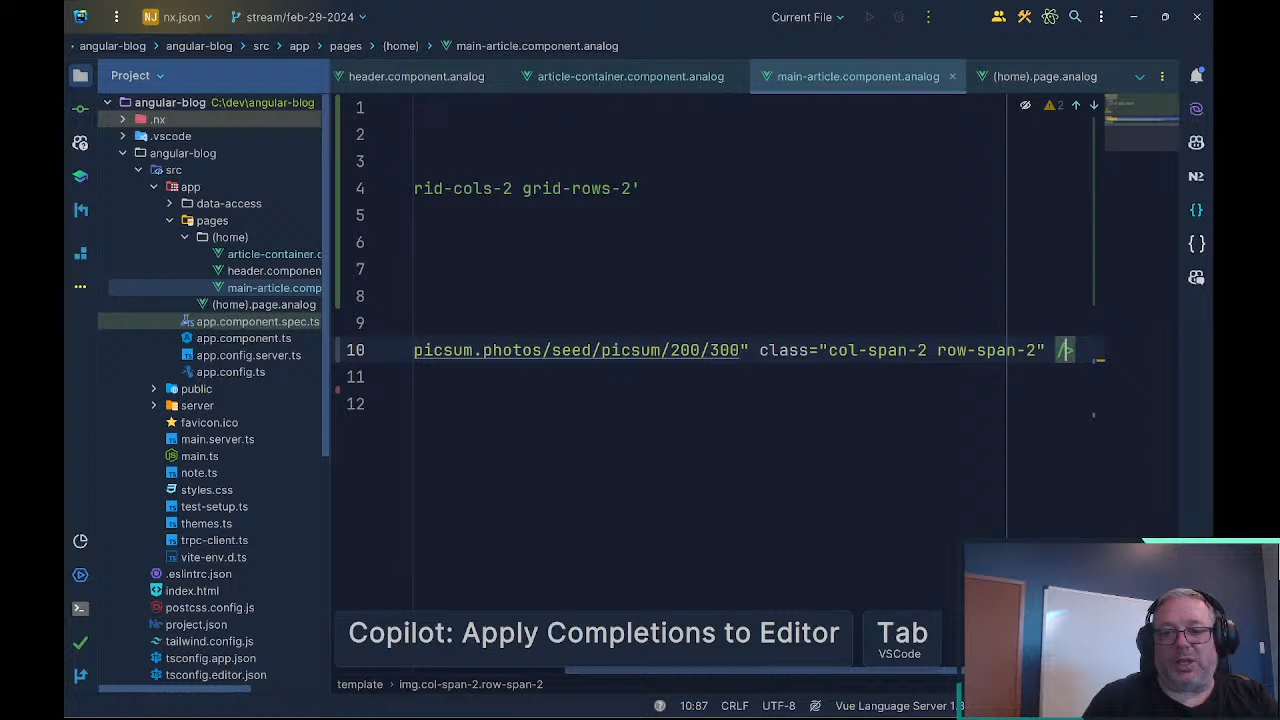 NJ nx.json stream/feb-29-2024 Current File
angular-blog angular-blog src app pages (home) main-article.component.analog
Project header.component.analog article-container.component.analog main-article.component.analog (home).page.analog
angular-blog C:\dev\angular-blog
.nx
.vscode
angular-blog
src
app
data-access
pages
(home)
article-container.c
header.componen
main-article.comp
(home).page.analog
app.component.spec.ts
app.component.ts
app.config.server.ts
app.config.ts
public
server
favicon.ico
main.server.ts
main.ts
note.ts
styles.css
test-setup.ts
themes.ts
trpc-client.ts
vite-env.d.ts
.eslintrc.json
index.html
postcss.config.js
project.json
tailwind.config.js
tsconfig.app.json
tsconfig.editor.json
1
2
3
4 rid-cols-2 grid-rows-2'
5
6
7
8
9
10 picsum.photos/seed/picsum/200/300" class="col-span-2 row-span-2" />
11
12
2
N2
Copilot: Apply Completions to Editor Tab
VSCode
template img.col-span-2.row-span-2
10:87 CRLF UTF-8 Vue Language Server 1.8